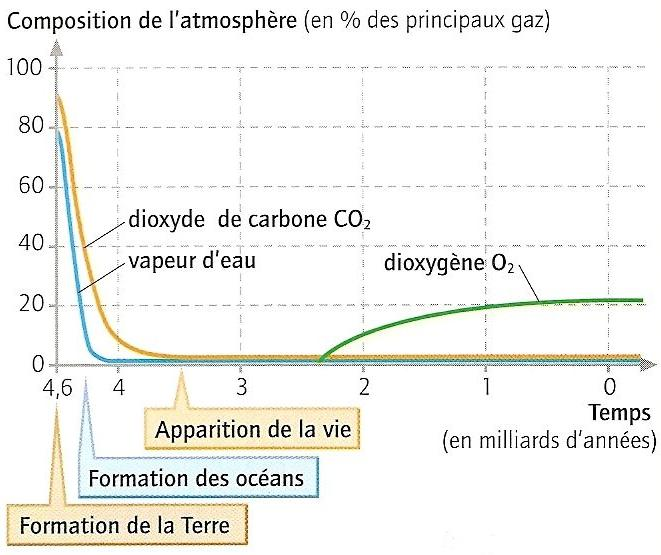 Composition de l'atmosphère (en % des principaux gaz)
100
80
60
40
20
0
dioxyde de carbone CO₂
vapeur d'eau
dioxygène O₂
4,6 4 3 2 1 0
Temps
(en milliards d'années)
Apparition de la vie
Formation des océans
Formation de la Terre